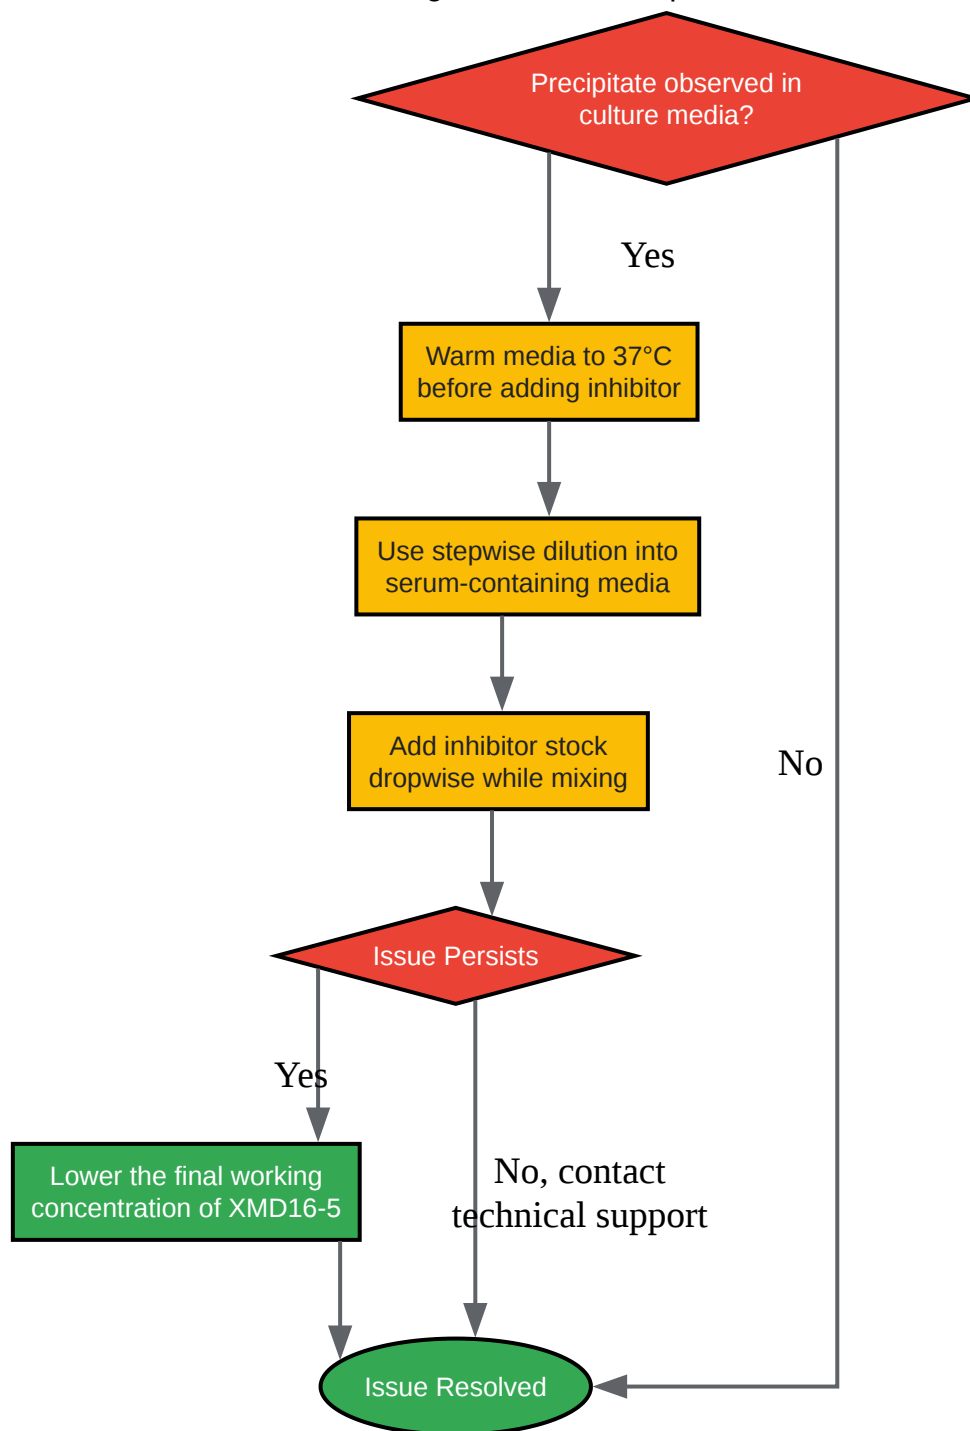 Precipitate observed in
culture media?
Yes
Warm media to 37°C
before adding inhibitor
Use stepwise dilution into
serum-containing media
Add inhibitor stock
dropwise while mixing
No
Issue Persists
Yes
Lower the final working
concentration of XMD16-5
No, contact
technical support
Issue Resolved